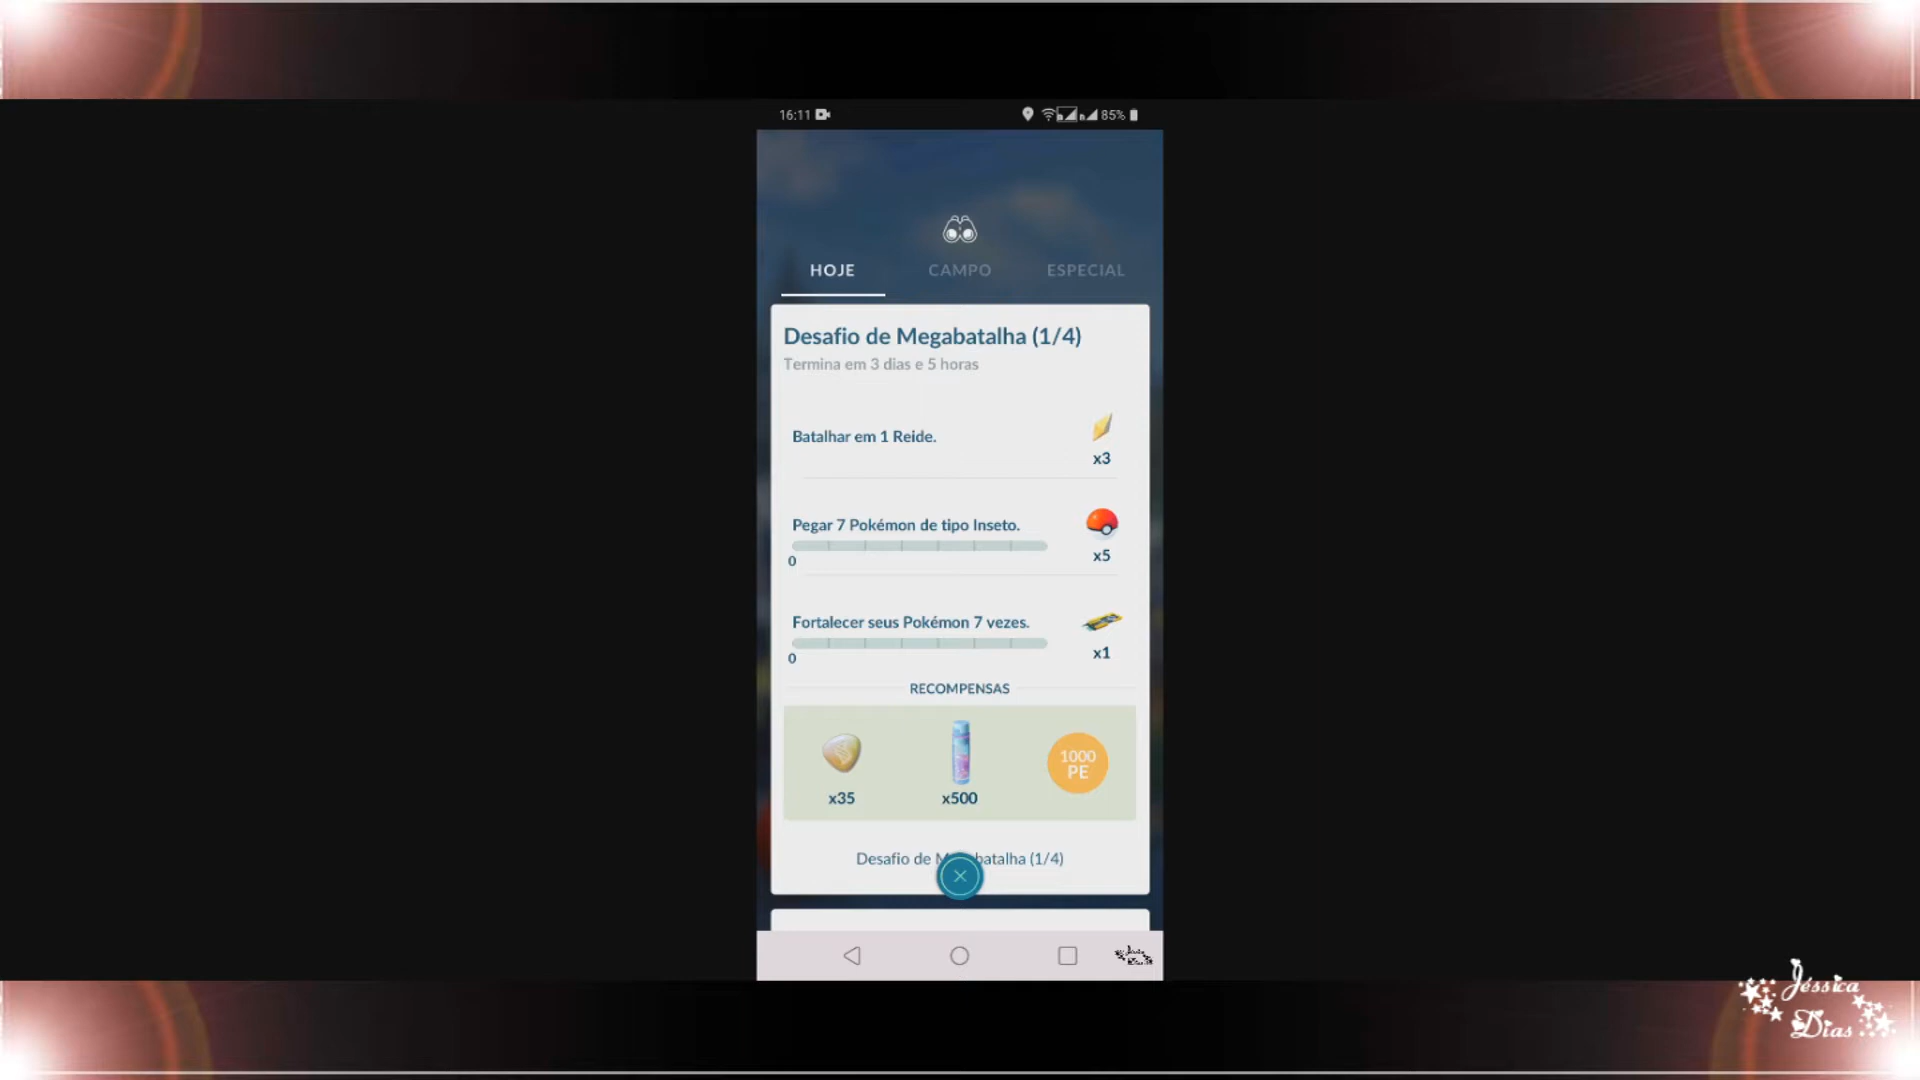 16:11
85%
HOJE
CAMPO
ESPECIAL
Desafio de Megabatalha (1/4)
Termina em 3 dias e 5 horas
Batalhar em 1 Reide.
x3
Pegar 7 Pokémon de tipo Inseto.
0
x5
Fortalecer seus Pokémon 7 vezes.
0
x1
RECOMPENSAS
1000
PE
x35
x500
Desafio de M batalha (1/4)
Jéssica
Dias